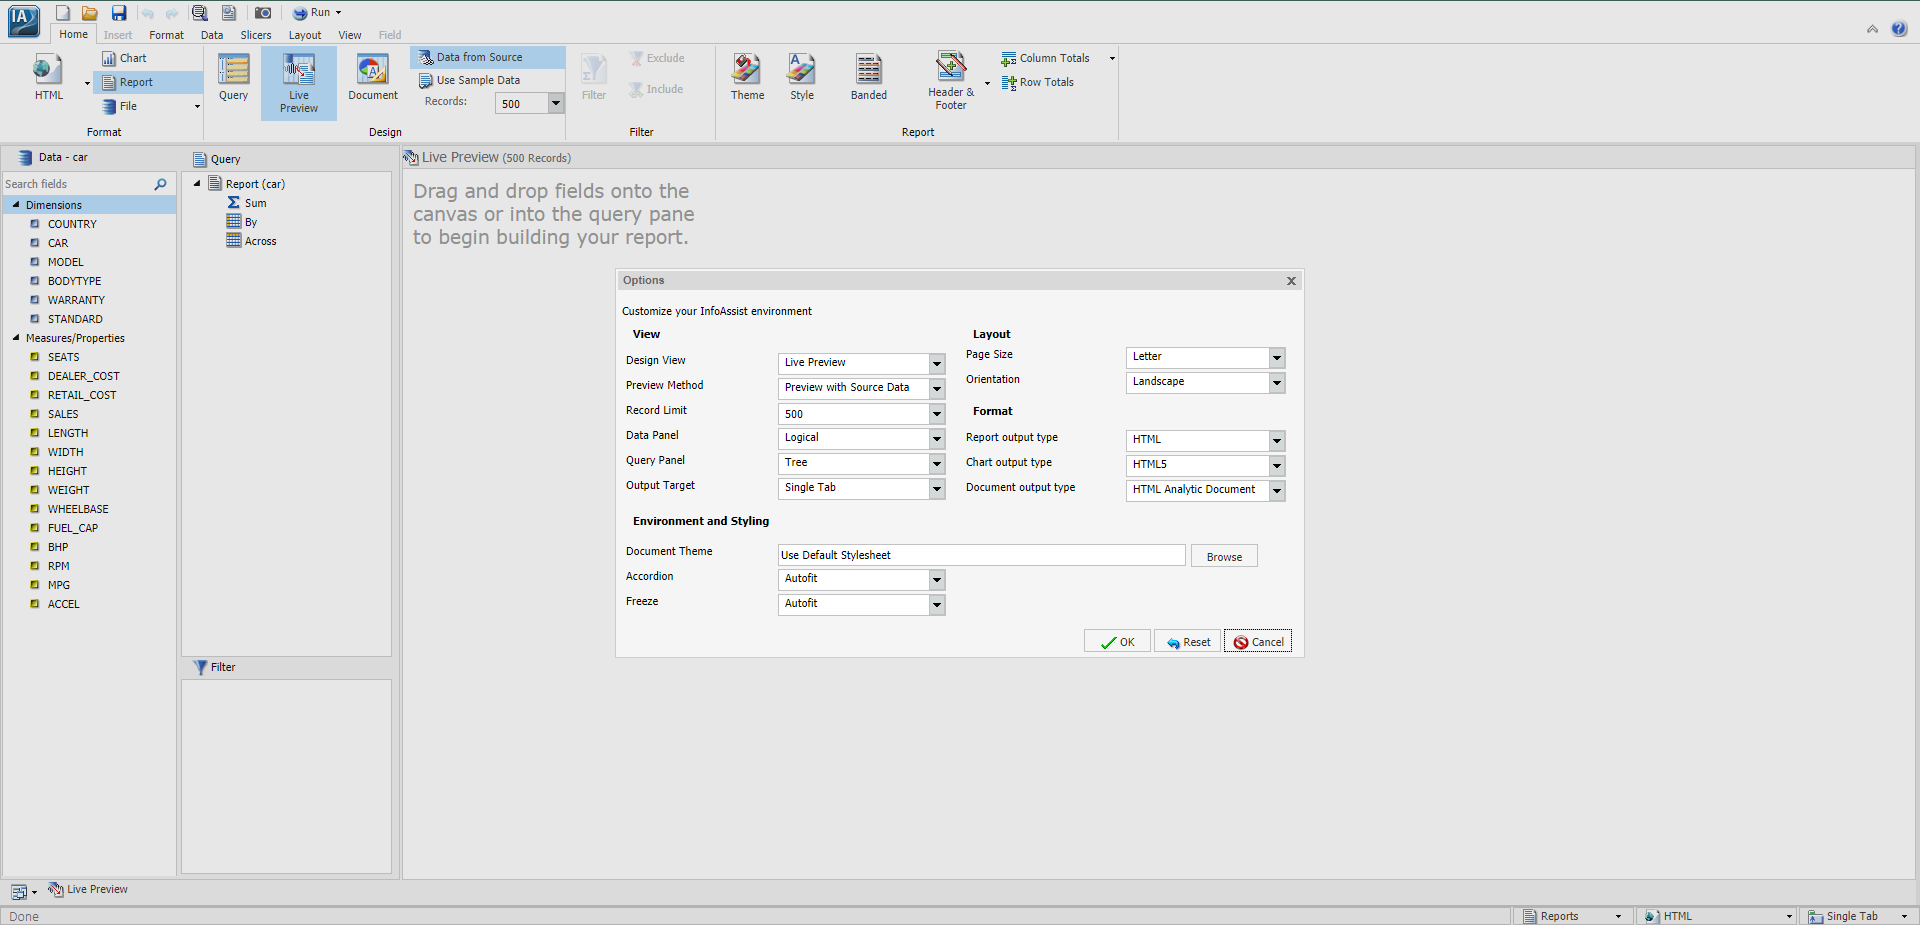 IA
Run
Home
Insert
Format
Data
Slicers
Layout
View
Field
HTML
Chart
Report
File
Format
Query
Live
Preview
Document
Data from Source
Use Sample Data
Records:
500
Design
Filter
Exclude
Include
Filter
Theme
Style
Banded
Header &
Footer
Column Totals
Row Totals
Report
Data - car
Search fields
Dimensions
COUNTRY
CAR
MODEL
BODYTYPE
WARRANTY
STANDARD
Measures/Properties
SEATS
DEALER_COST
RETAIL_COST
SALES
LENGTH
WIDTH
HEIGHT
WEIGHT
WHEELBASE
FUEL_CAP
BHP
RPM
MPG
ACCEL
Query
Report (car)
Sum
By
Across
Filter
Live Preview (500 Records)
Drag and drop fields onto the
canvas or into the query pane
to begin building your report.
Options
X
Customize your InfoAssist environment
View
Design View
Live Preview
Preview Method
Preview with Source Data
Record Limit
500
Data Panel
Logical
Query Panel
Tree
Output Target
Single Tab
Layout
Page Size
Letter
Orientation
Landscape
Format
Report output type
HTML
Chart output type
HTML5
Document output type
HTML Analytic Document
Environment and Styling
Document Theme
Use Default Stylesheet
Browse
Accordion
Autofit
Freeze
Autofit
OK
Reset
Cancel
Live Preview
Done
Reports
HTML
Single Tab